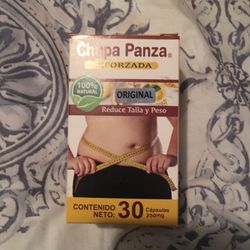 Chupa Panza®
REFORZADA
100%
NATURAL
ORIGINAL
Reduce Talla y Peso
CONTENIDO
NETO: 30 Cápsulas
250mg